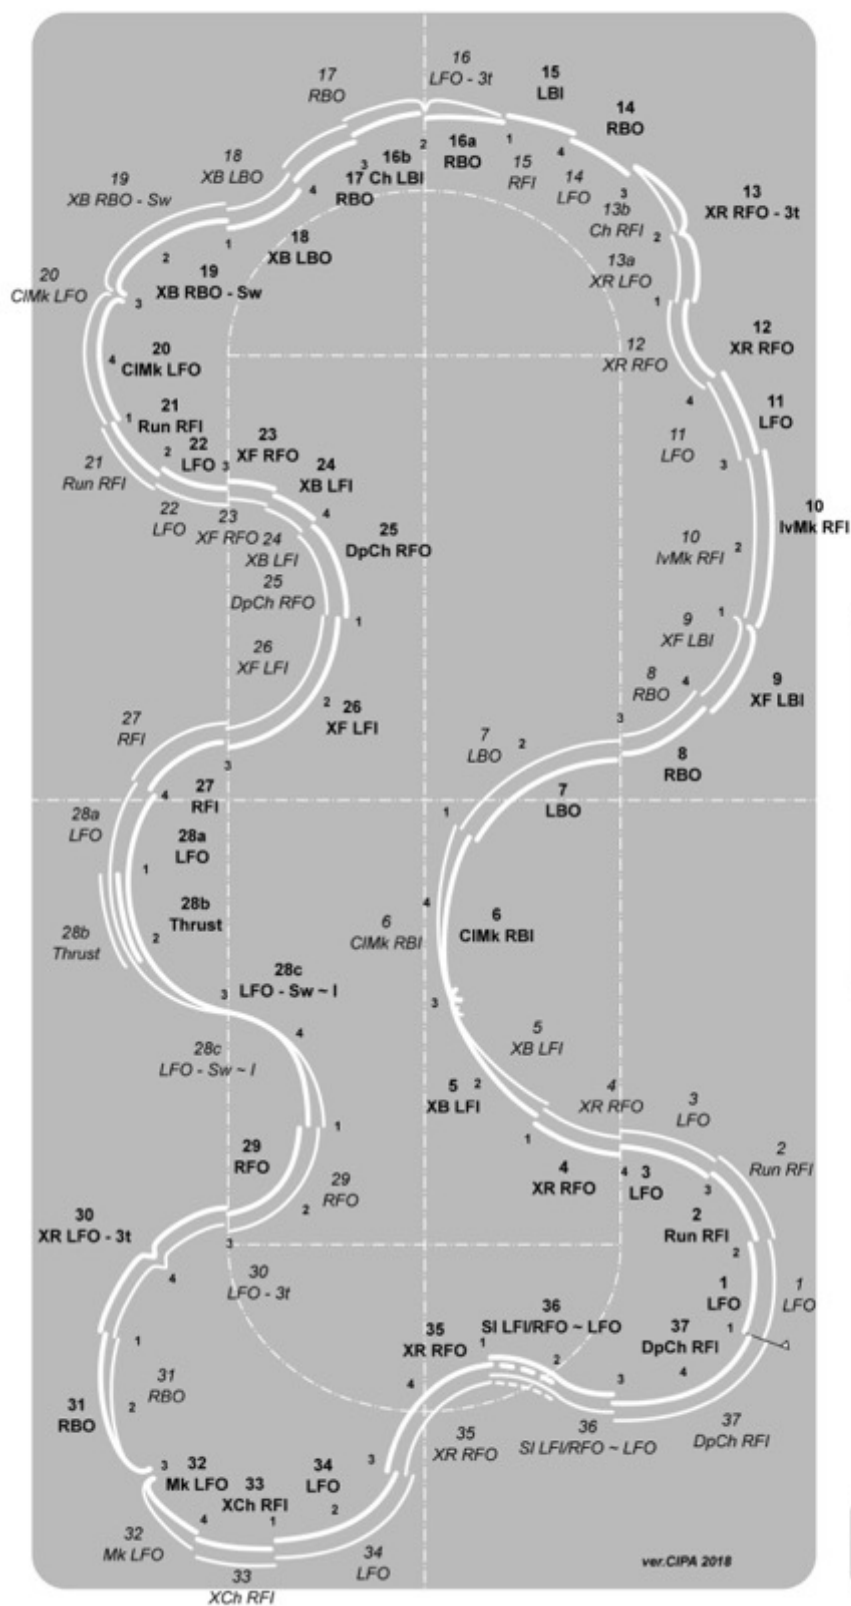 16
LFO - 3t
17
RBO
15
LBI
14
RBO
16a
RBO
16b
Ch LBI
17
RBO
15
RFI
14
LFO
18
XB LBO
19
XB RBO - Sw
13b
Ch RFI
13
XR RFO - 3t
13a
XR LFO
18
XB LBO
19
XB RBO - Sw
20
ClMk LFO
12
XR RFO
12
XR RFO
20
ClMk LFO
11
LFO
11
LFO
21
Run RFI
22
LFO
23
XF RFO
24
XB LFI
21
Run RFI
22
LFO
23
XF RFO
24
XB LFI
25
DpCh RFO
25
DpCh RFO
10
IvMk RFI
10
IvMk RFI
26
XF LFI
26
XF LFI
9
XF LBI
9
XF LBI
8
RBO
8
RBO
7
LBO
7
LBO
27
RFI
27
RFI
28a
LFO
28a
LFO
28b
Thrust
28b
Thrust
6
ClMk RBI
6
ClMk RBI
28c
LFO - Sw ~ I
28c
LFO - Sw ~ I
5
XB LFI
5
XB LFI
4
XR RFO
4
XR RFO
3
LFO
3
LFO
2
Run RFI
2
Run RFI
29
RFO
29
RFO
30
XR LFO - 3t
30
LFO - 3t
1
LFO
1
LFO
37
DpCh RFI
36
SI LFI/RFO ~ LFO
35
XR RFO
31
RBO
31
RBO
35
XR RFO
36
SI LFI/RFO ~ LFO
37
DpCh RFI
32
Mk LFO
33
XCh RFI
34
LFO
32
Mk LFO
33
XCh RFI
34
LFO
ver.CIPA 2018